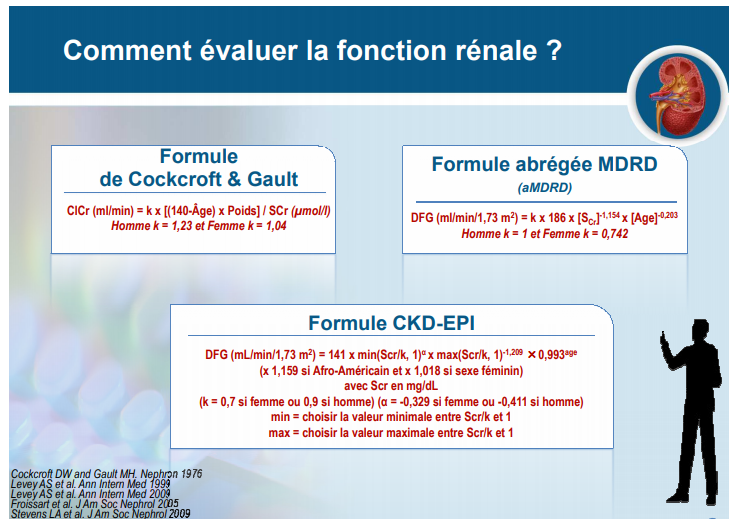 Comment évaluer la fonction rénale ?
Formule
de Cockcroft & Gault
ClCr (ml/min) = k x [(140-Âge) x Poids] / SCr (µmol/l)
Homme k = 1,23 et Femme k = 1,04
Formule abrégée MDRD
(aMDRD)
DFG (ml/min/1,73 m²) = k x 186 x [SCr]-1,154 x [Age]-0,203
Homme k = 1 et Femme k = 0,742
Formule CKD-EPI
DFG (mL/min/1,73 m²) = 141 x min(Scr/k, 1)α x max(Scr/k, 1)-1,209 × 0,993age
(x 1,159 si Afro-Américain et x 1,018 si sexe féminin)
avec Scr en mg/dL
(k = 0,7 si femme ou 0,9 si homme) (α = -0,329 si femme ou -0,411 si homme)
min = choisir la valeur minimale entre Scr/k et 1
max = choisir la valeur maximale entre Scr/k et 1
Cockcroft DW and Gault MH. Nephron 1976
Levey AS et al. Ann Intern Med 1999
Levey AS et al. Ann Intern Med 2009
Froissart et al. J Am Soc Nephrol 2005
Stevens LA et al. J Am Soc Nephrol 2009